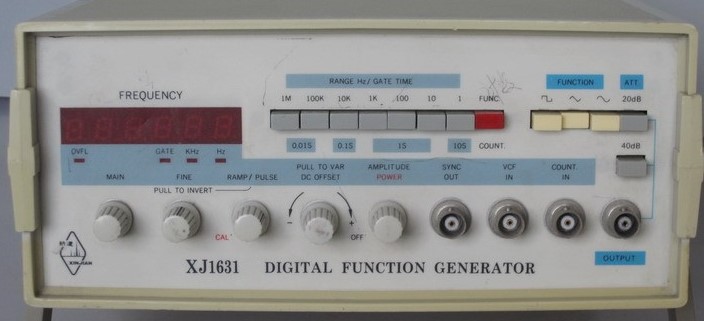 RANGE Hz/ GATE TIME
FUNCTION ATT.
FREQUENCY
1M 100K 10K 1K 100 10 1 FUNC.
20dB
OVFL GATE KHz Hz
0.01S 0.1S 1S 10S COUNT.
40dB
MAIN FINE RAMP/ PULSE
PULL TO VAR
DC OFFSET
AMPLITUDE
POWER
SYNC
OUT
VCF
IN
COUNT.
IN
PULL TO INVERT
- +
CAL OFF
OUTPUT
XJ1631 DIGITAL FUNCTION GENERATOR